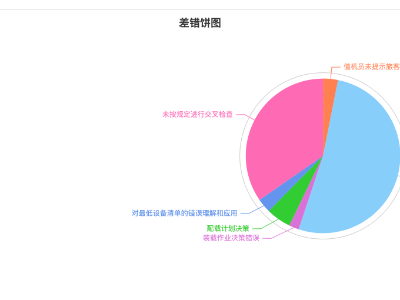 差错饼图
值机员未提示旅客
未按规定进行交叉检查
对最低设备清单的错误理解和应用
配载计划决策
装载作业决策错误